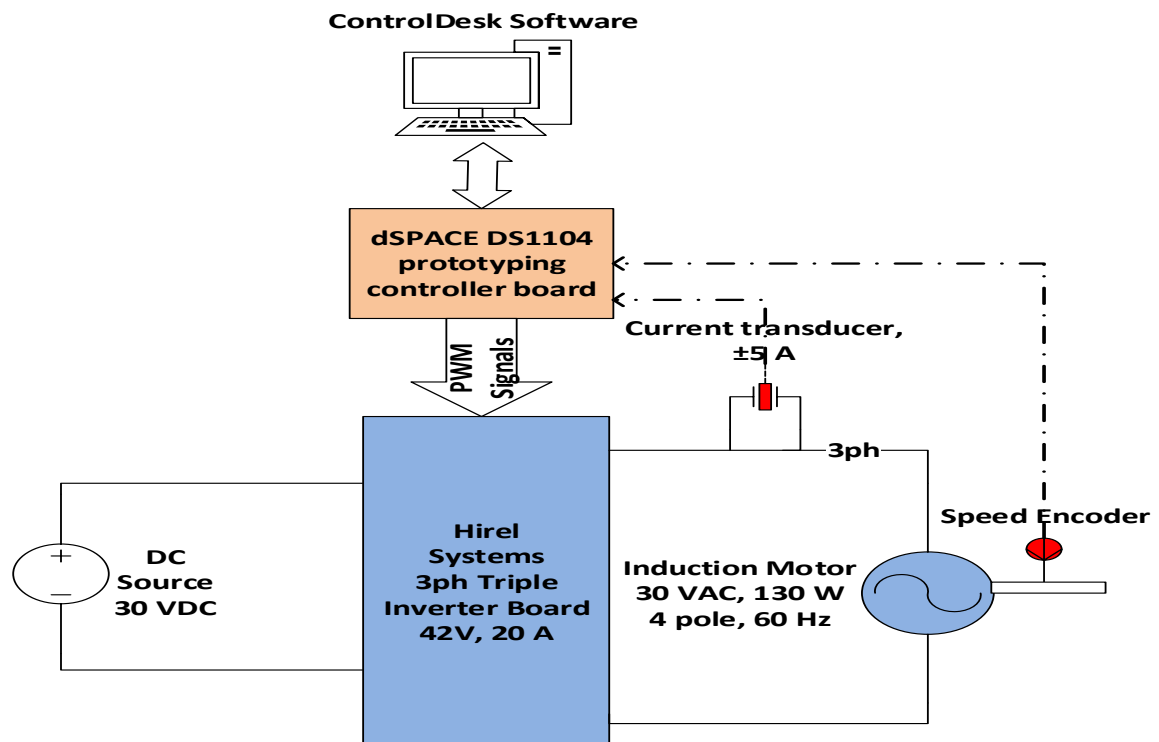 ControlDesk Software
dSPACE DS1104
prototyping
controller board
PWM
Signals
Current transducer,
±5 A
3ph
Speed Encoder
DC
Source
30 VDC
Hirel
Systems
3ph Triple
Inverter Board
42V, 20 A
Induction Motor
30 VAC, 130 W
4 pole, 60 Hz